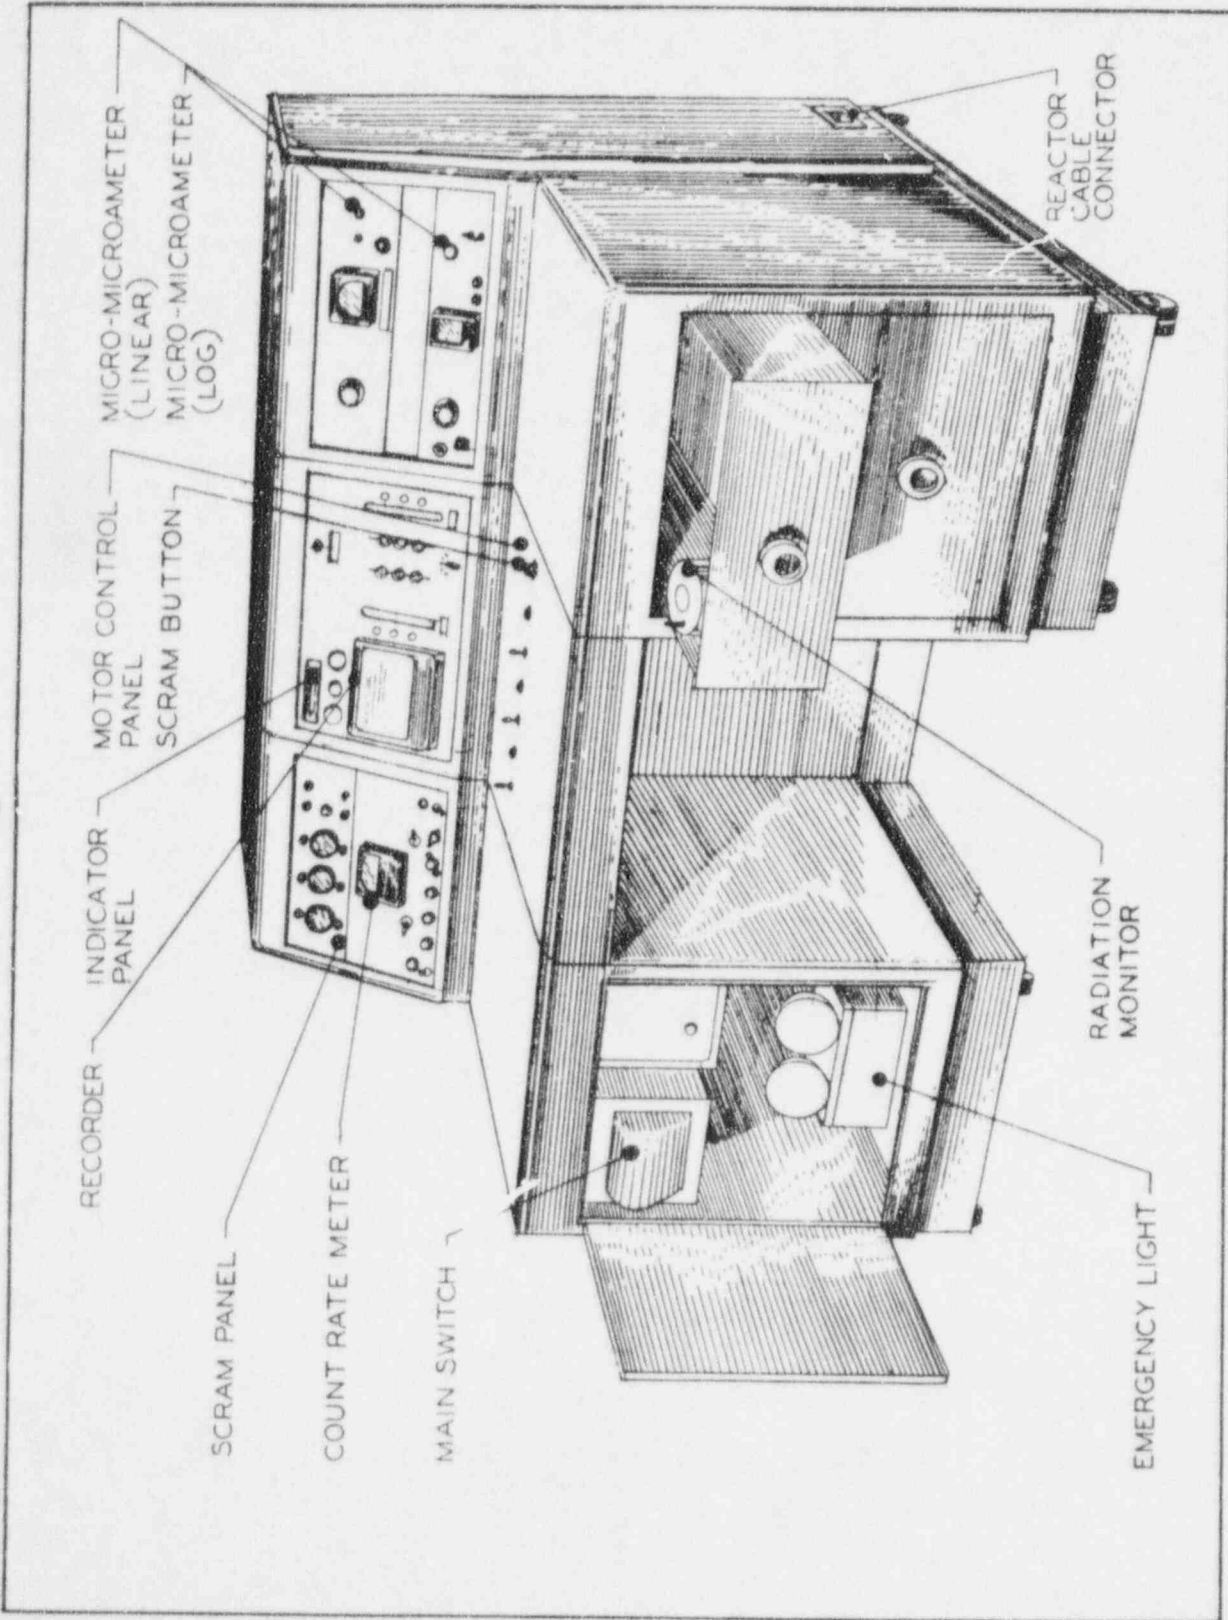 RECORDER
INDICATOR
PANEL
MOTOR CONTROL
PANEL
SCRAM BUTTON
MIGRO-MICROAMETER
(LINEAR)
MICRO-MICROAMETER
(LOG)
SCRAM PANEL
COUNT RATE METER
MAIN SWITCH
EMERGENCY LIGHT
RADIATION
MONITOR
REACTOR
CABLE
CONNECTOR